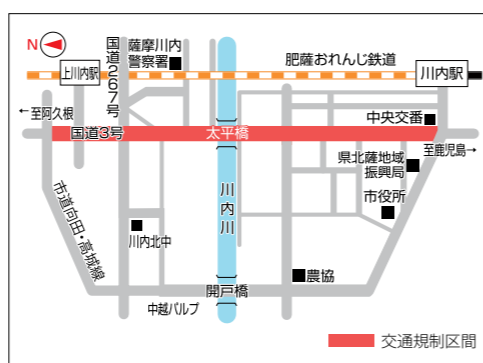 N
国道267号
薩摩川内
警察署
肥薩おれんじ鉄道
上川内駅
川内駅
←至阿久根
中央交番
国道3号
太平橋
至鹿児島→
県北薩地域
振興局
市道向田・高城線
川内川
市役所
川内北中
農協
開戸橋
中越パルプ
交通規制区間